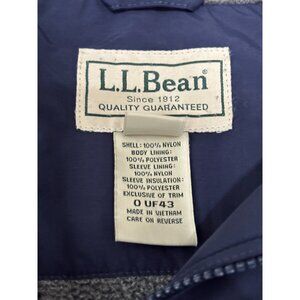 L.L.Bean®
Since 1912
QUALITY GUARANTEED
SHELL: 100% NYLON
BODY LINING:
100% POLYESTER
SLEEVE LINING:
100% NYLON
SLEEVE INSULATION:
100% POLYESTER
EXCLUSIVE OF TRIM
0 UF43
MADE IN VIETNAM
CARE ON REVERSE